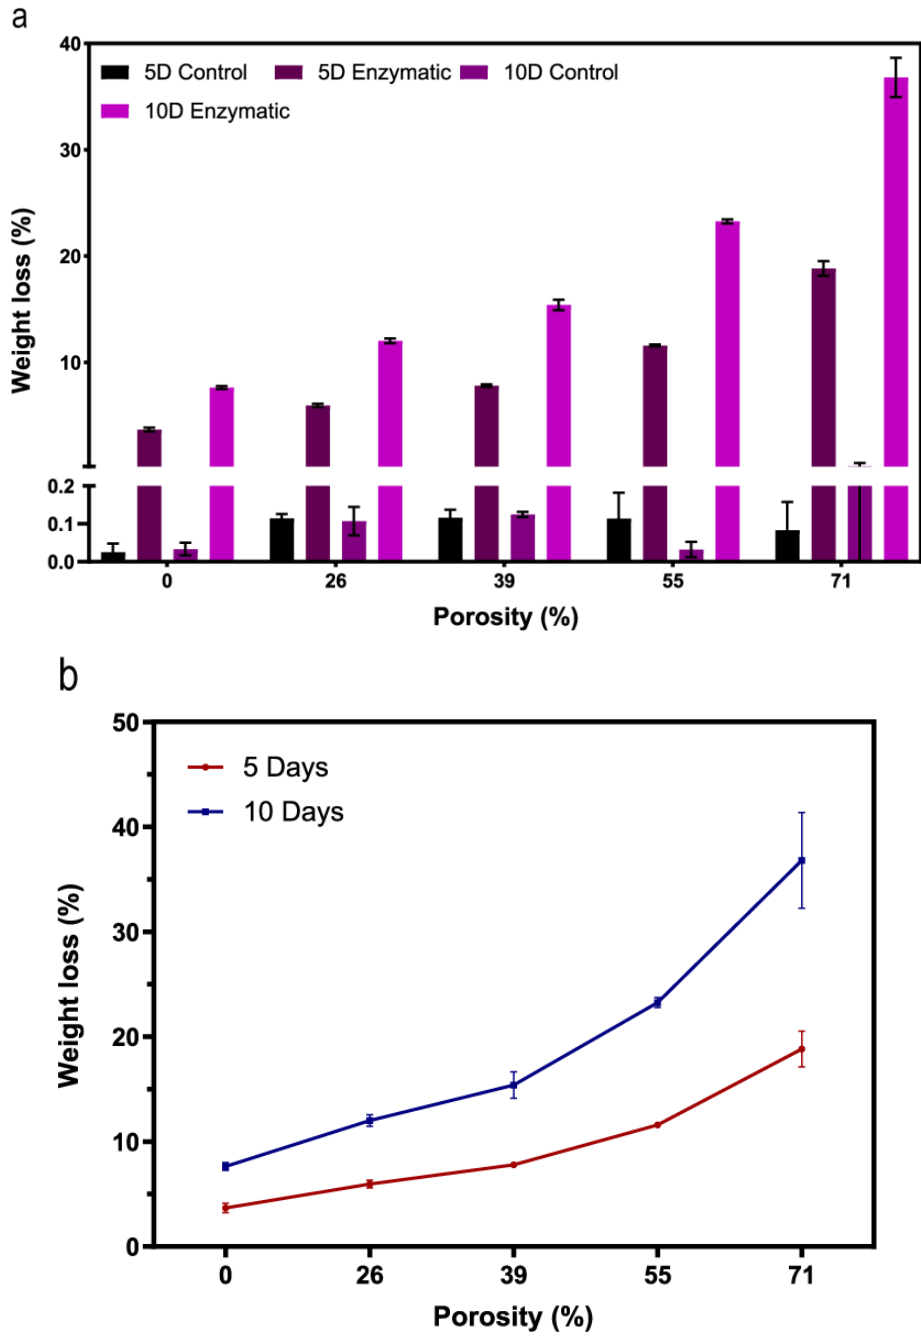 a
40
5D Control 5D Enzymatic 10D Control
10D Enzymatic
30
20
10
Weight loss (%)
0.2
0.1
0.0
0 26 39 55 71
Porosity (%)
b
50
5 Days
10 Days
40
30
20
10
0
Weight loss (%)
0 26 39 55 71
Porosity (%)